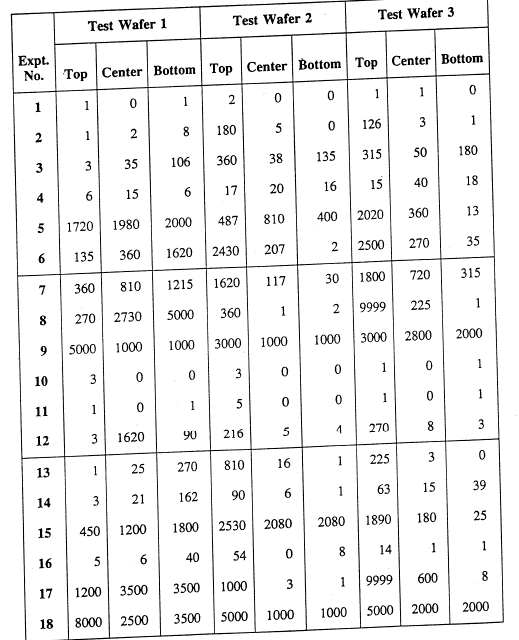 Test Wafer 1 Test Wafer 2 Test Wafer 3
Expt. No. Top Center Bottom Top Center Bottom Top Center Bottom
1 1 0 1 2 0 0 1 1 0
2 1 2 8 180 5 0 126 3 1
3 3 35 106 360 38 135 315 50 180
4 6 15 6 17 20 16 15 40 18
5 1720 1980 2000 487 810 400 2020 360 13
6 135 360 1620 2430 207 2 2500 270 35
7 360 810 1215 1620 117 30 1800 720 315
8 270 2730 5000 360 1 2 9999 225 1
9 5000 1000 1000 3000 1000 1000 3000 2800 2000
10 3 0 0 3 0 0 1 0 1
11 1 0 1 5 0 0 1 0 1
12 3 1620 90 216 5 4 270 8 3
13 1 25 270 810 16 1 225 3 0
14 3 21 162 90 6 1 63 15 39
15 450 1200 1800 2530 2080 2080 1890 180 25
16 5 6 40 54 0 8 14 1 1
17 1200 3500 3500 1000 3 1 9999 600 8
18 8000 2500 3500 5000 1000 1000 5000 2000 2000